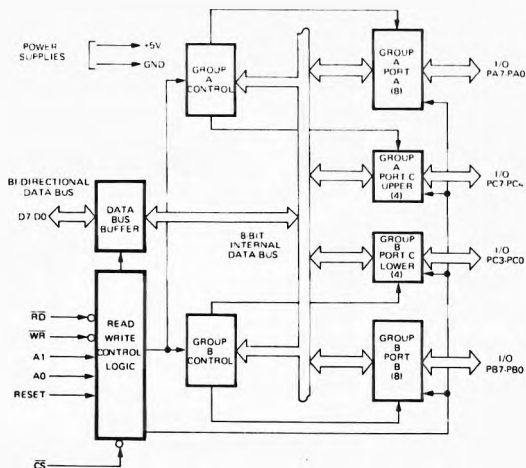 POWER
SUPPLIES
+5V
GND
GROUP
A
CONTROL
GROUP
A
PORT
A
(8)
I/O
PA7-PA0
GROUP
A
PORT C
UPPER
(4)
I/O
PC7-PC4
BI-DIRECTIONAL
DATA BUS
D7-D0
DATA
BUS
BUFFER
8-BIT
INTERNAL
DATA BUS
GROUP
B
PORT C
LOWER
(4)
I/O
PC3-PC0
RD
WR
A1
A0
RESET
CS
READ
WRITE
CONTROL
LOGIC
GROUP
B
CONTROL
GROUP
B
PORT
B
(8)
I/O
PB7-PB0